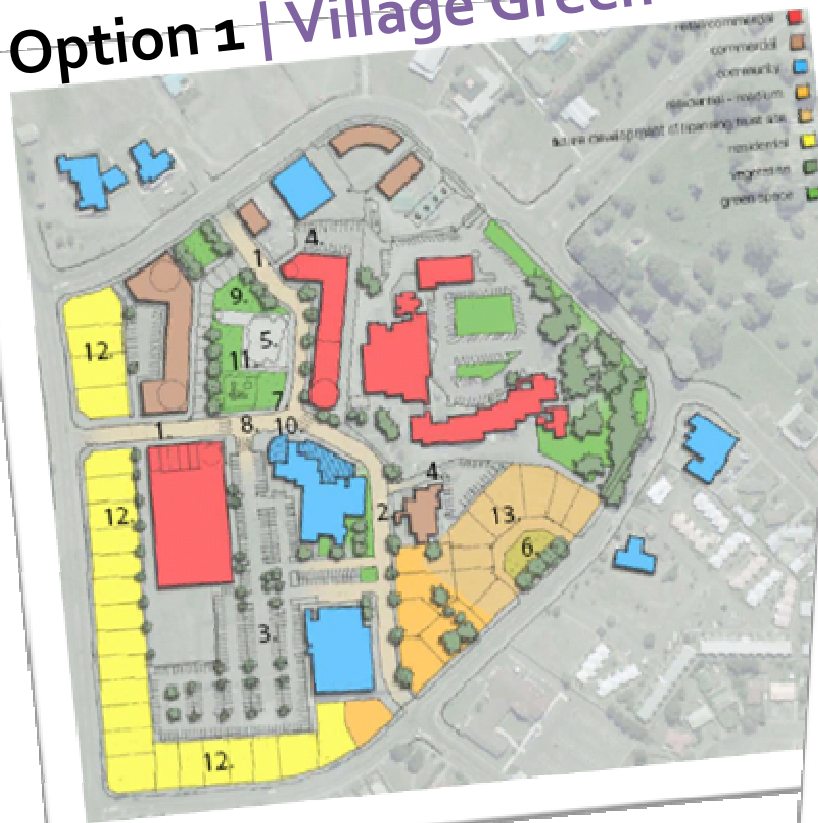 Option 1 | Village Green
retail/commercial
commercial
community
residential - medium
future development of housing trust site
residential
vegetation
green space
4.
1.
9.
5.
12.
11.
7.
1.
8.
10.
4.
12.
2.
13.
6.
3.
12.